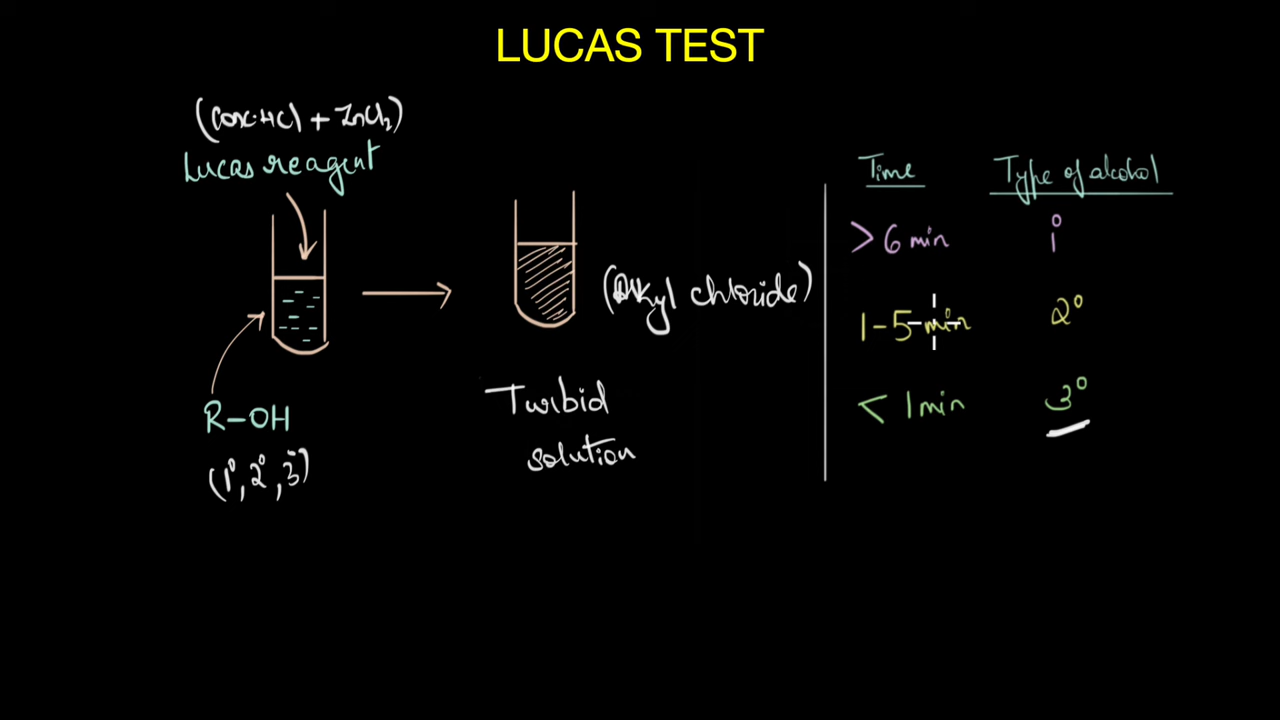 LUCAS TEST
(Conc. HCl + ZnCl₂)
Lucas reagent
R–OH
(1°, 2°, 3°)
(Alkyl chloride)
Turbid
solution
Time Type of alcohol
> 6 min 1°
1-5 min 2°
< 1 min 3°